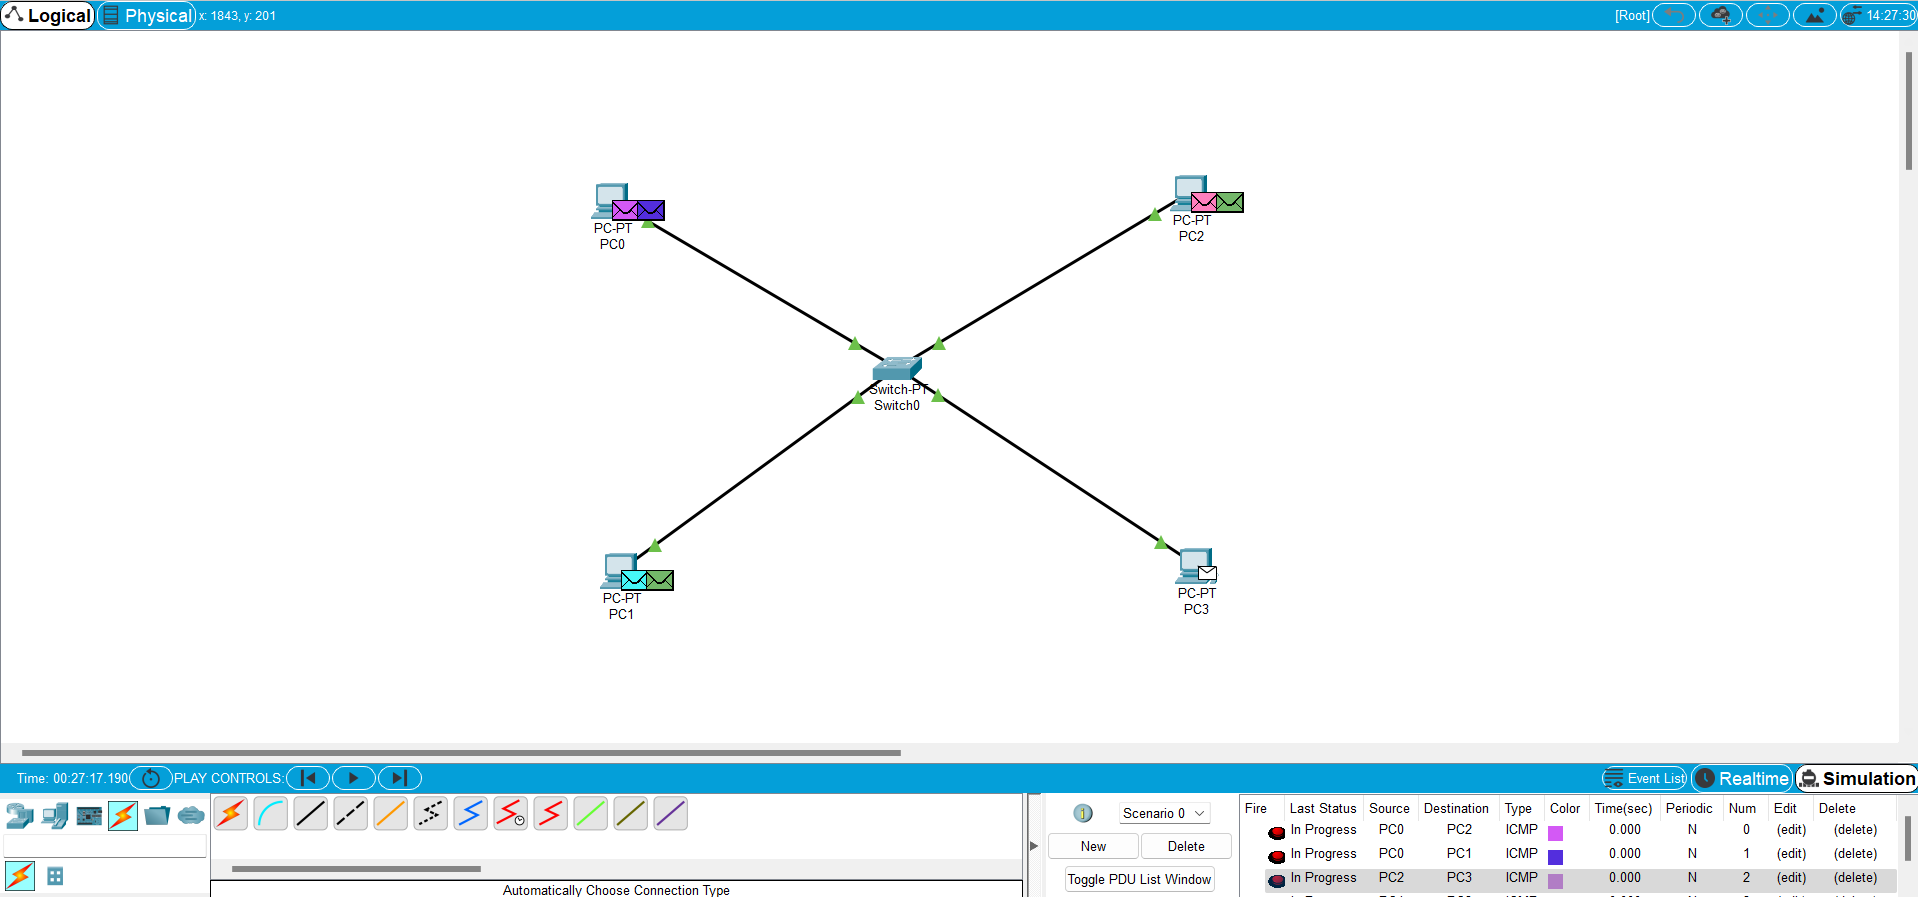 Logical Physical x: 1843, y: 201 [Root] 14:27:30
PC-PT
PC0
PC-PT
PC2
Switch-PT
Switch0
PC-PT
PC1
PC-PT
PC3
Time: 00:27:17.190 PLAY CONTROLS: Event List Realtime Simulation
Scenario 0
New Delete
Toggle PDU List Window
Automatically Choose Connection Type
Fire Last Status Source Destination Type Color Time(sec) Periodic Num Edit Delete
In Progress PC0 PC2 ICMP 0.000 N 0 (edit) (delete)
In Progress PC0 PC1 ICMP 0.000 N 1 (edit) (delete)
In Progress PC2 PC3 ICMP 0.000 N 2 (edit) (delete)